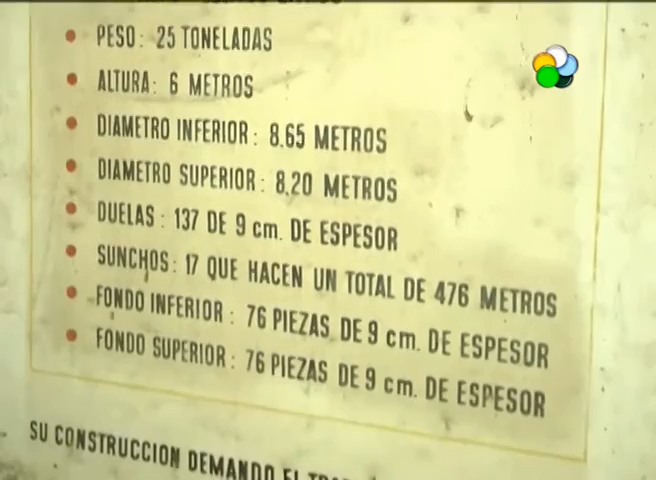 PESO: 25 TONELADAS
ALTURA: 6 METROS
DIAMETRO INFERIOR: 8.65 METROS
DIAMETRO SUPERIOR: 8,20 METROS
DUELAS: 137 DE 9 cm. DE ESPESOR
SUNCHOS: 17 QUE HACEN UN TOTAL DE 476 METROS
FONDO INFERIOR: 76 PIEZAS DE 9 cm. DE ESPESOR
FONDO SUPERIOR: 76 PIEZAS DE 9 cm. DE ESPESOR
SU CONSTRUCCION DEMANDO EL